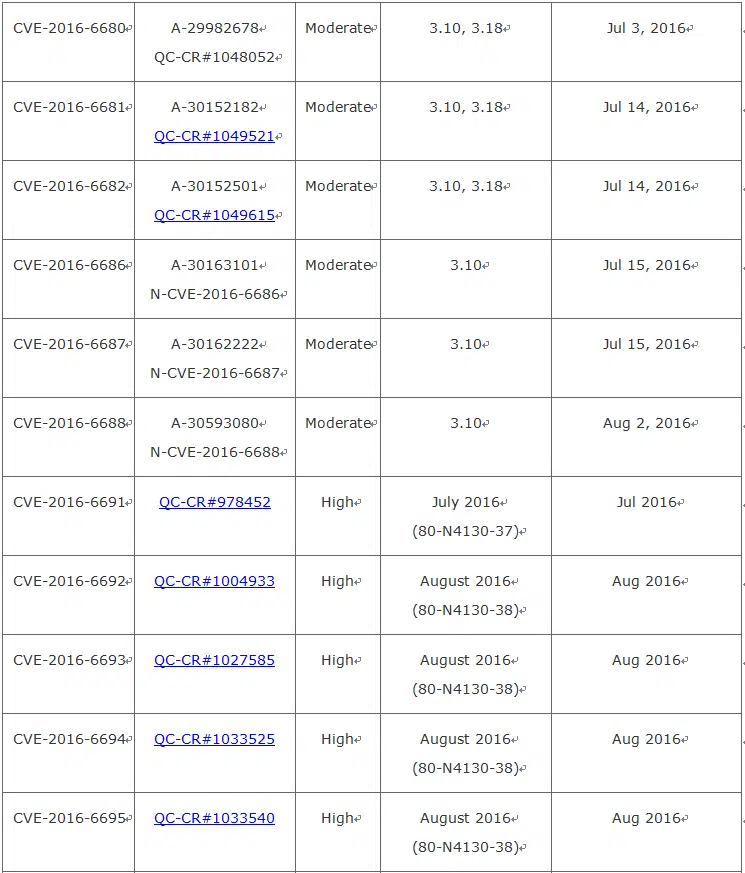 CVE-2016-6680 A-29982678 Moderate 3.10, 3.18 Jul 3, 2016
QC-CR#1048052
CVE-2016-6681 A-30152182 Moderate 3.10, 3.18 Jul 14, 2016
QC-CR#1049521
CVE-2016-6682 A-30152501 Moderate 3.10, 3.18 Jul 14, 2016
QC-CR#1049615
CVE-2016-6686 A-30163101 Moderate 3.10 Jul 15, 2016
N-CVE-2016-6686
CVE-2016-6687 A-30162222 Moderate 3.10 Jul 15, 2016
N-CVE-2016-6687
CVE-2016-6688 A-30593080 Moderate 3.10 Aug 2, 2016
N-CVE-2016-6688
CVE-2016-6691 QC-CR#978452 High July 2016 Jul 2016
(80-N4130-37)
CVE-2016-6692 QC-CR#1004933 High August 2016 Aug 2016
(80-N4130-38)
CVE-2016-6693 QC-CR#1027585 High August 2016 Aug 2016
(80-N4130-38)
CVE-2016-6694 QC-CR#1033525 High August 2016 Aug 2016
(80-N4130-38)
CVE-2016-6695 QC-CR#1033540 High August 2016 Aug 2016
(80-N4130-38)